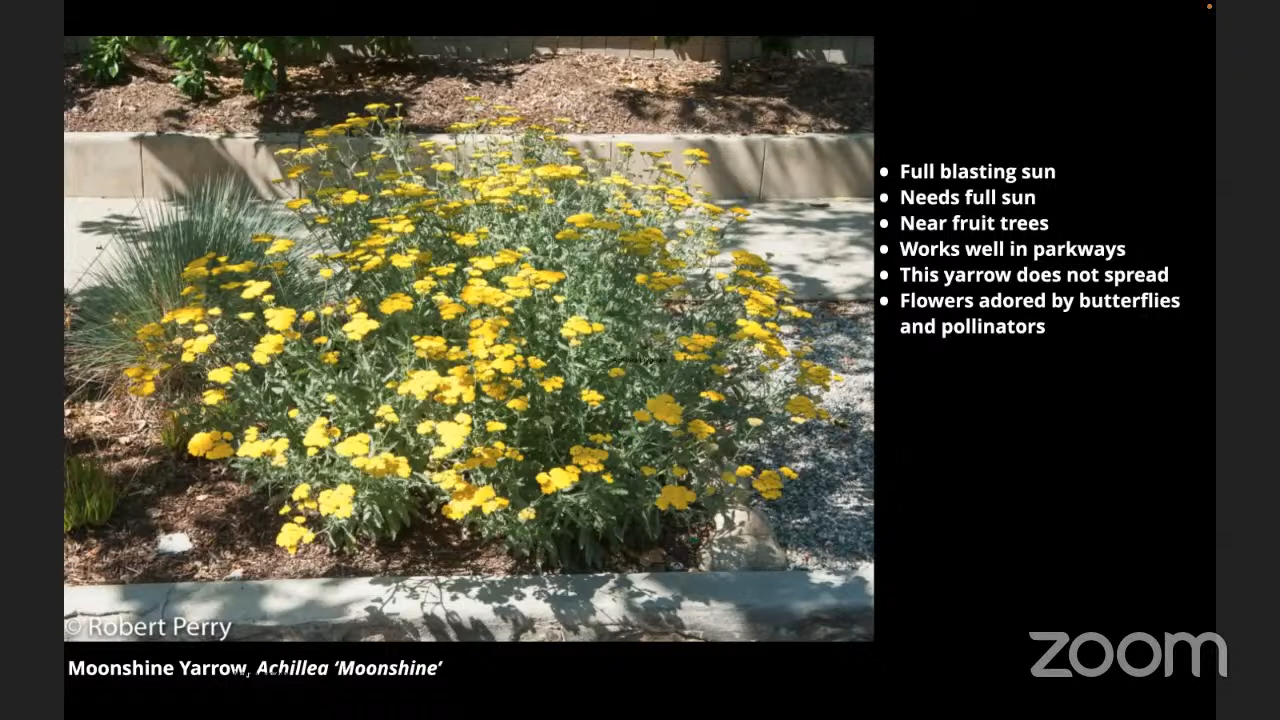 Full blasting sun
Needs full sun
Near fruit trees
Works well in parkways
This yarrow does not spread
Flowers adored by butterflies
and pollinators
© Robert Perry
Moonshine Yarrow, Achillea ‘Moonshine’
zoom